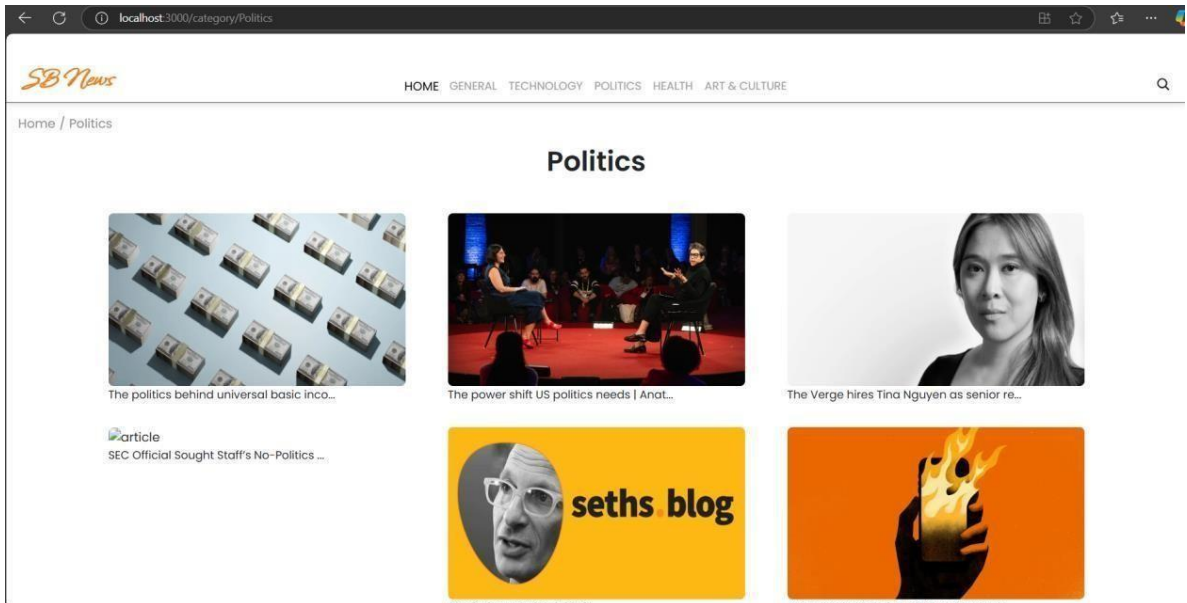 localhost:3000/category/Politics
SB News
HOME GENERAL TECHNOLOGY POLITICS HEALTH ART & CULTURE
Home / Politics
Politics
The politics behind universal basic inco...
The power shift US politics needs | Anat...
The Verge hires Tina Nguyen as senior re...
article
SEC Official Sought Staff's No-Politics ...
seths.blog